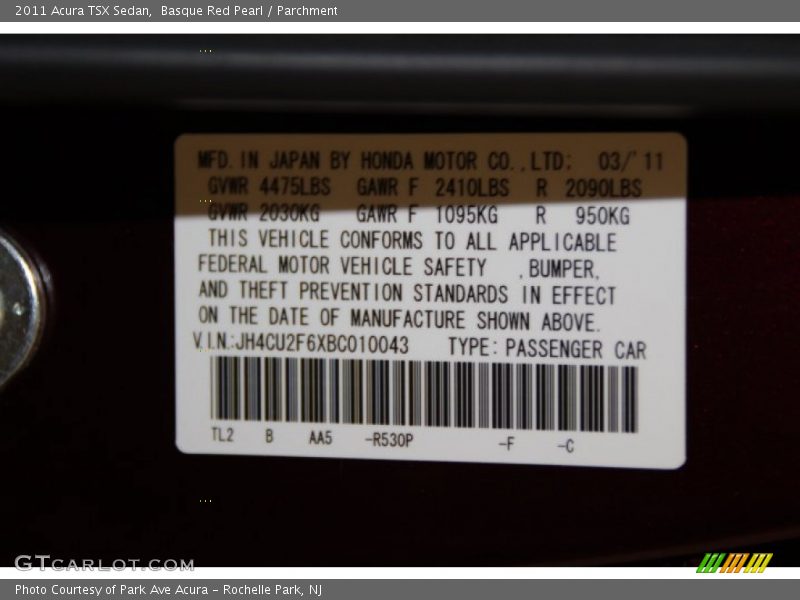 2011 Acura TSX Sedan,  Basque Red Pearl / Parchment
MFD. IN JAPAN BY HONDA MOTOR CO.,LTD: 03/'11
GVWR 4475LBS GAWR F 2410LBS R 2090LBS
GVWR 2030KG GAWR F 1095KG R 950KG
THIS VEHICLE CONFORMS TO ALL APPLICABLE
FEDERAL MOTOR VEHICLE SAFETY ,BUMPER,
AND THEFT PREVENTION STANDARDS IN EFFECT
ON THE DATE OF MANUFACTURE SHOWN ABOVE.
V.I.N.:JH4CU2F6XBC010043 TYPE: PASSENGER CAR
TL2 B AA5 -R530P -F -C
GTCARLOT.COM
Photo Courtesy of Park Ave Acura - Rochelle Park, NJ